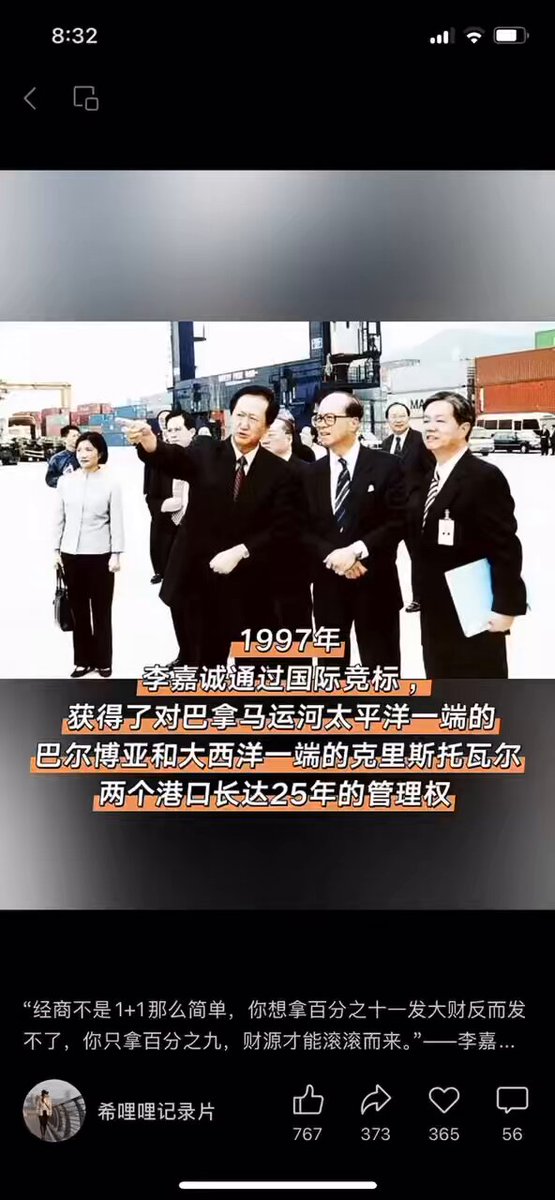 8:32
1997年
李嘉诚通过国际竞标，
获得了对巴拿马运河太平洋一端的
巴尔博亚和大西洋一端的克里斯托瓦尔
两个港口长达25年的管理权
“经商不是1+1那么简单，你想拿百分之十一发大财反而发
不了，你只拿百分之九，财源才能滚滚而来。”——李嘉...
希哩哩记录片
767
373
365
56